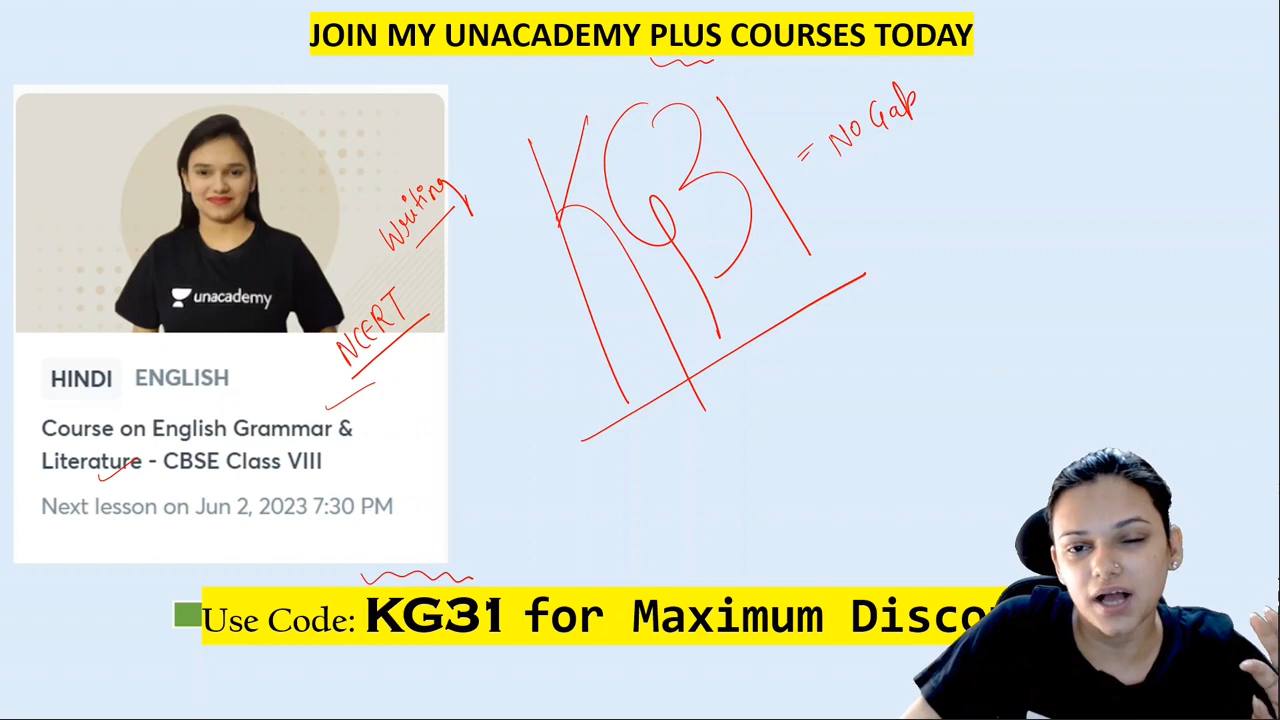 JOIN MY UNACADEMY PLUS COURSES TODAY
KG31
= No Gap
Writing
unacademy
NCERT
HINDI ENGLISH
Course on English Grammar &
Literature - CBSE Class VIII
Next lesson on Jun 2, 2023 7:30 PM
Use Code: KG31 for Maximum Disco